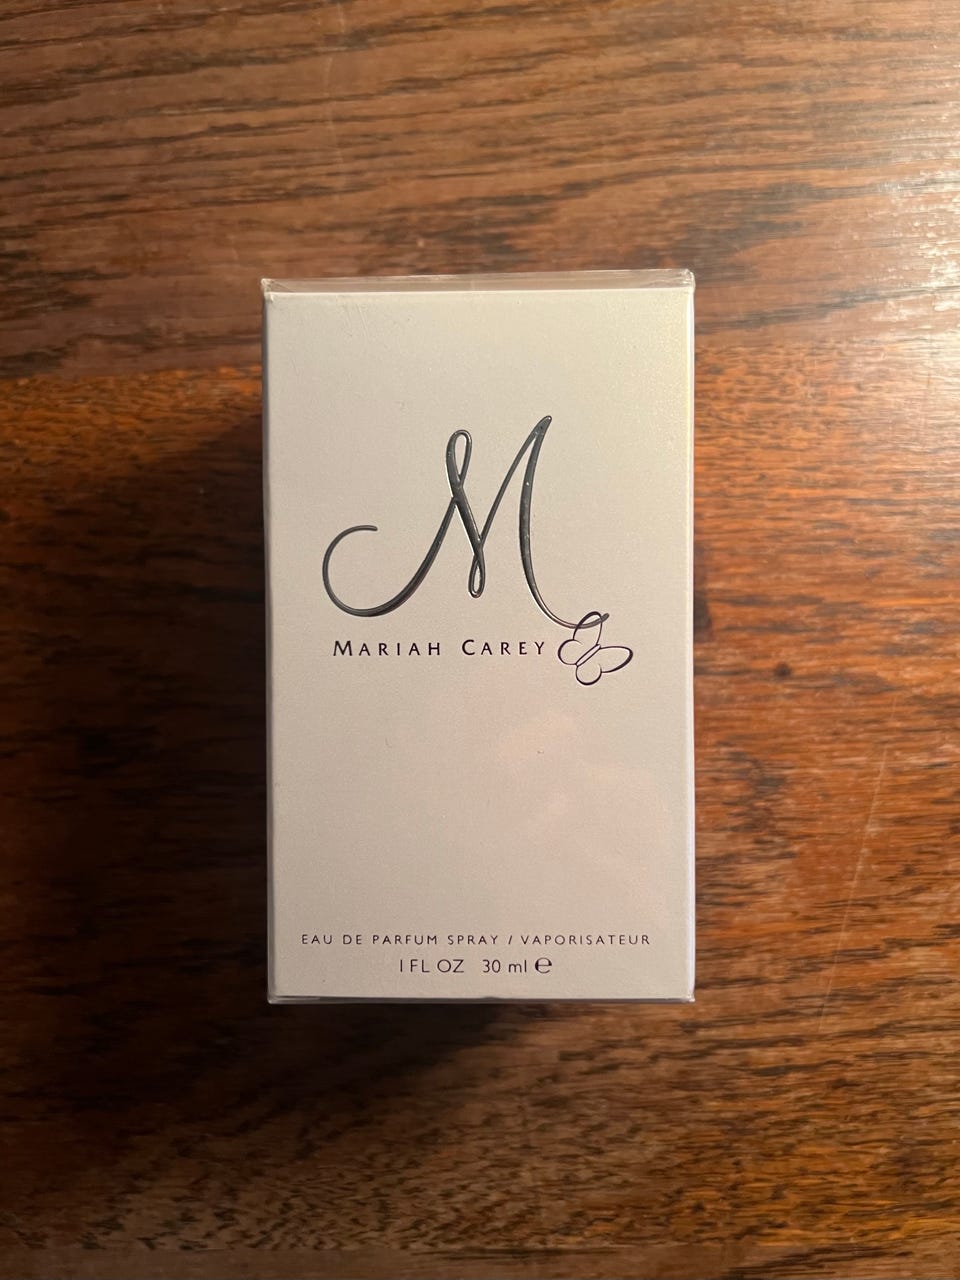 M
MARIAH CAREY
EAU DE PARFUM SPRAY / VAPORISATEUR
1 FL OZ 30 ml ℮